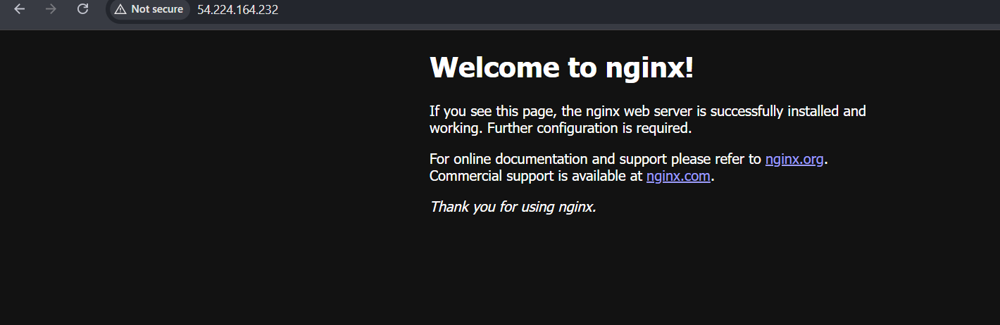 Not secure 54.224.164.232
Welcome to nginx!
If you see this page, the nginx web server is successfully installed and
working. Further configuration is required.
For online documentation and support please refer to nginx.org.
Commercial support is available at nginx.com.
Thank you for using nginx.